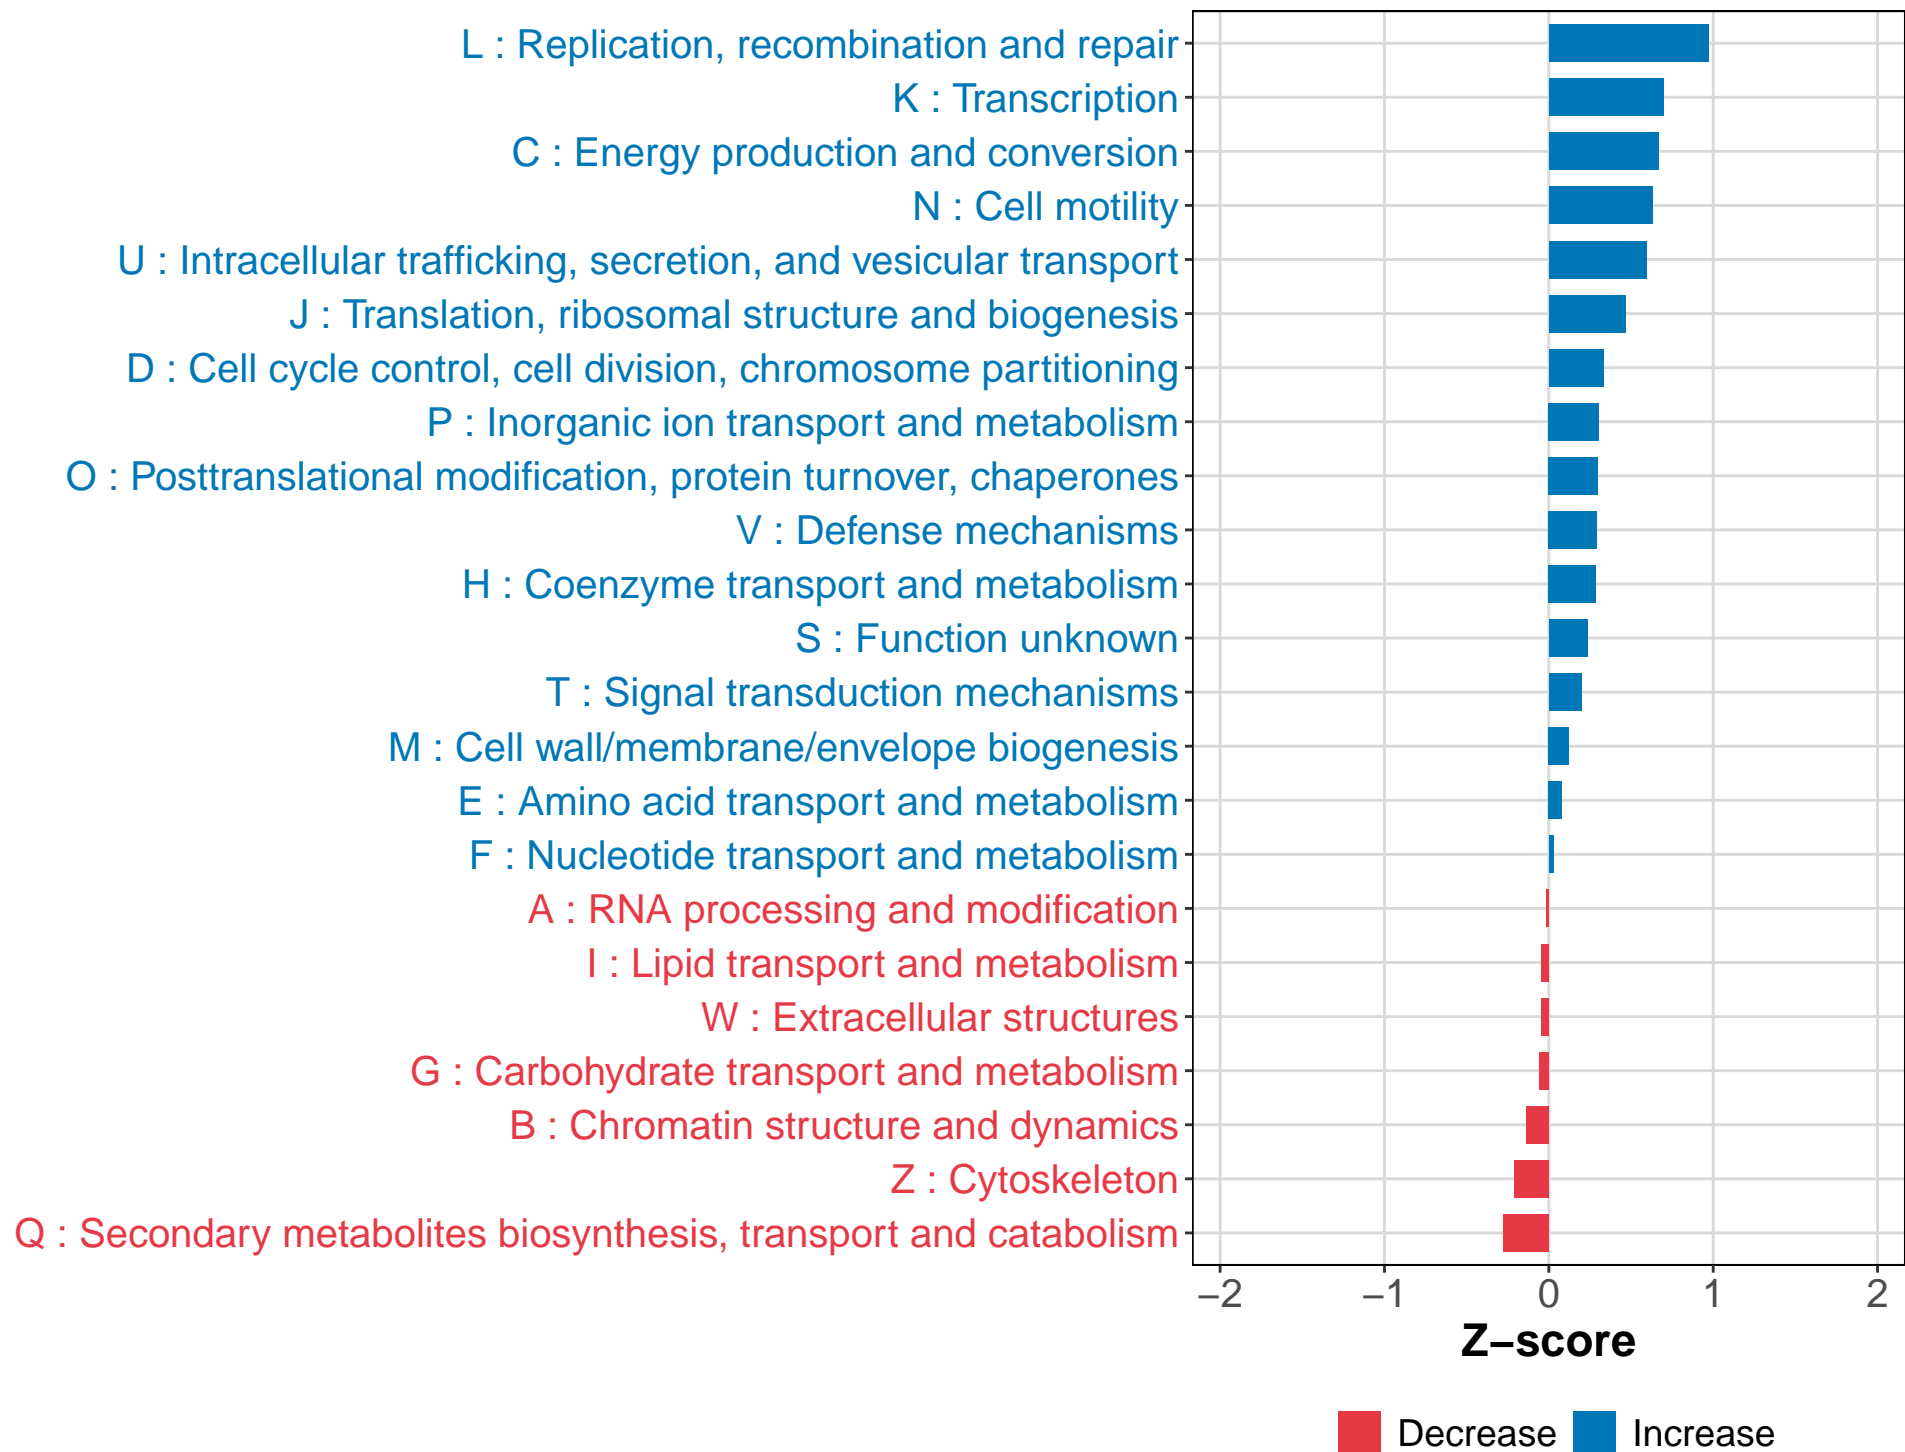 L : Replication, recombination and repair
K : Transcription
C : Energy production and conversion
N : Cell motility
U : Intracellular trafficking, secretion, and vesicular transport
J : Translation, ribosomal structure and biogenesis
D : Cell cycle control, cell division, chromosome partitioning
P : Inorganic ion transport and metabolism
O : Posttranslational modification, protein turnover, chaperones
V : Defense mechanisms
H : Coenzyme transport and metabolism
S : Function unknown
T : Signal transduction mechanisms
M : Cell wall/membrane/envelope biogenesis
E : Amino acid transport and metabolism
F : Nucleotide transport and metabolism
A : RNA processing and modification
I : Lipid transport and metabolism
W : Extracellular structures
G : Carbohydrate transport and metabolism
B : Chromatin structure and dynamics
Z : Cytoskeleton
Q : Secondary metabolites biosynthesis, transport and catabolism
−2 −1 0 1 2
Z−score
Decrease Increase